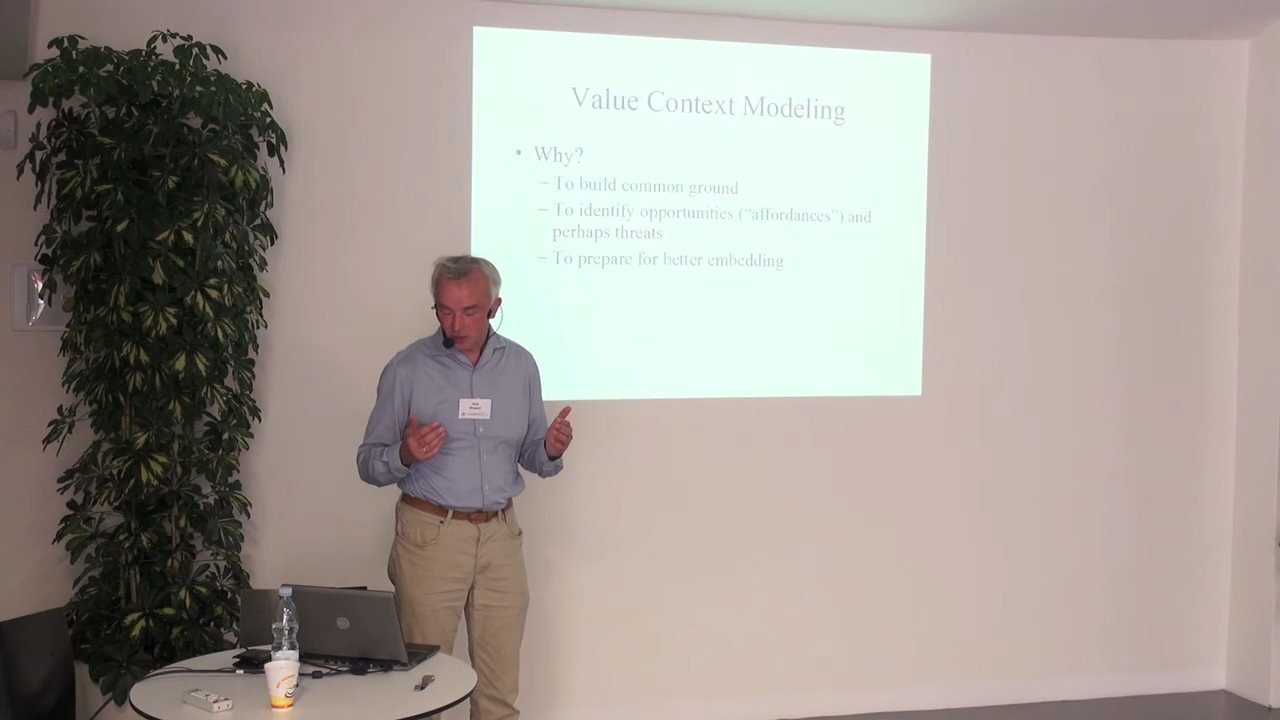 Value Context Modeling
• Why?
– To build common ground
– To identify opportunities (“affordances”) and
perhaps threats
– To prepare for better embedding